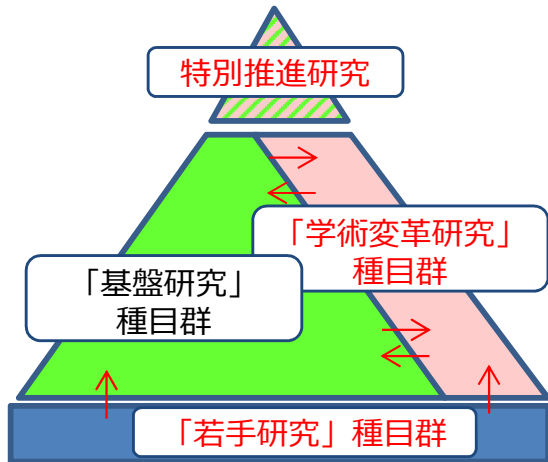 特別推進研究
「学術変革研究」
種目群
「基盤研究」
種目群
「若手研究」種目群